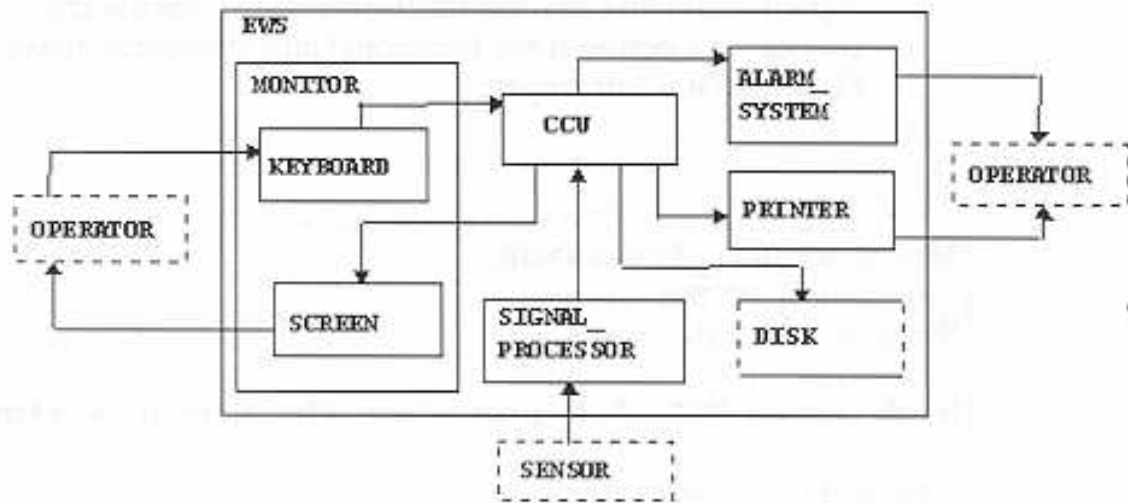 EWS
MONITOR
KEYBOARD
SCREEN
OPERATOR
CCU
SIGNAL_
PROCESSOR
SENSOR
ALARM_
SYSTEM
PRINTER
DISK
OPERATOR